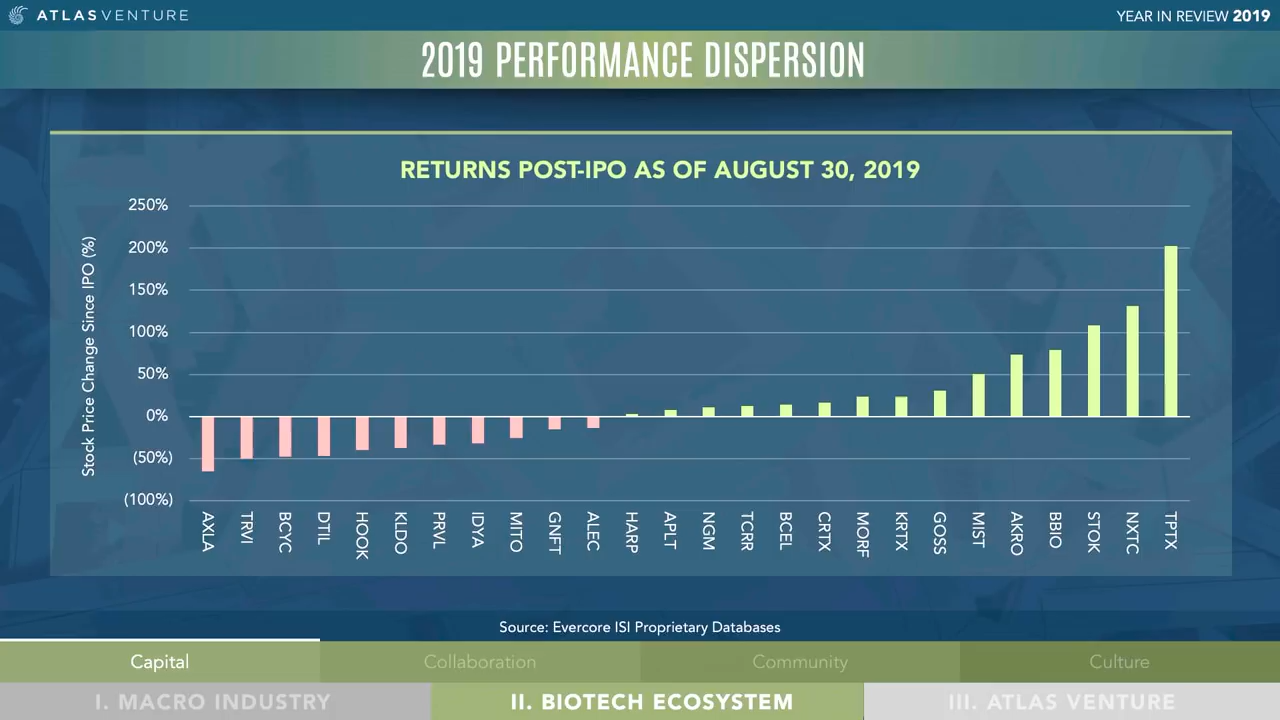 ATLAS VENTURE
YEAR IN REVIEW 2019
2019 PERFORMANCE DISPERSION
RETURNS POST-IPO AS OF AUGUST 30, 2019
Stock Price Change Since IPO (%)
250%
200%
150%
100%
50%
0%
(50%)
(100%)
AXLA
TRVI
BCYC
DTIL
HOOK
KLDO
PRVL
IDYA
MITO
GNFT
ALEC
HARP
APLT
NGM
TCRR
BCEL
CRTX
MORF
KRTX
GOSS
MIST
AKRO
BBIO
STOK
NXTC
TPTX
Source: Evercore ISI Proprietary Databases
Capital
Collaboration
Community
Culture
I. MACRO INDUSTRY
II. BIOTECH ECOSYSTEM
III. ATLAS VENTURE